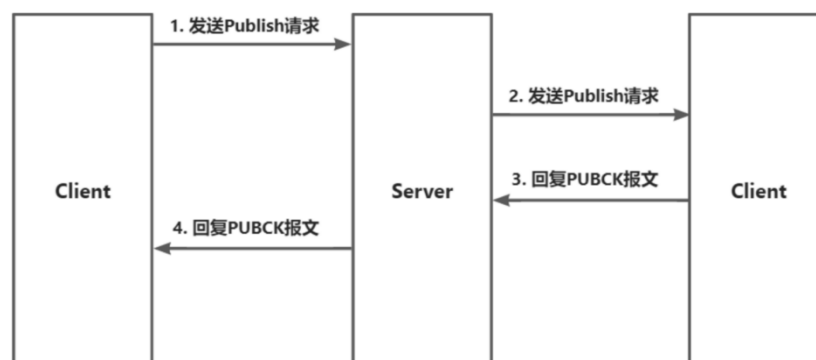 1. 发送Publish请求
2. 发送Publish请求
Client
Server
Client
3. 回复PUBCK报文
4. 回复PUBCK报文